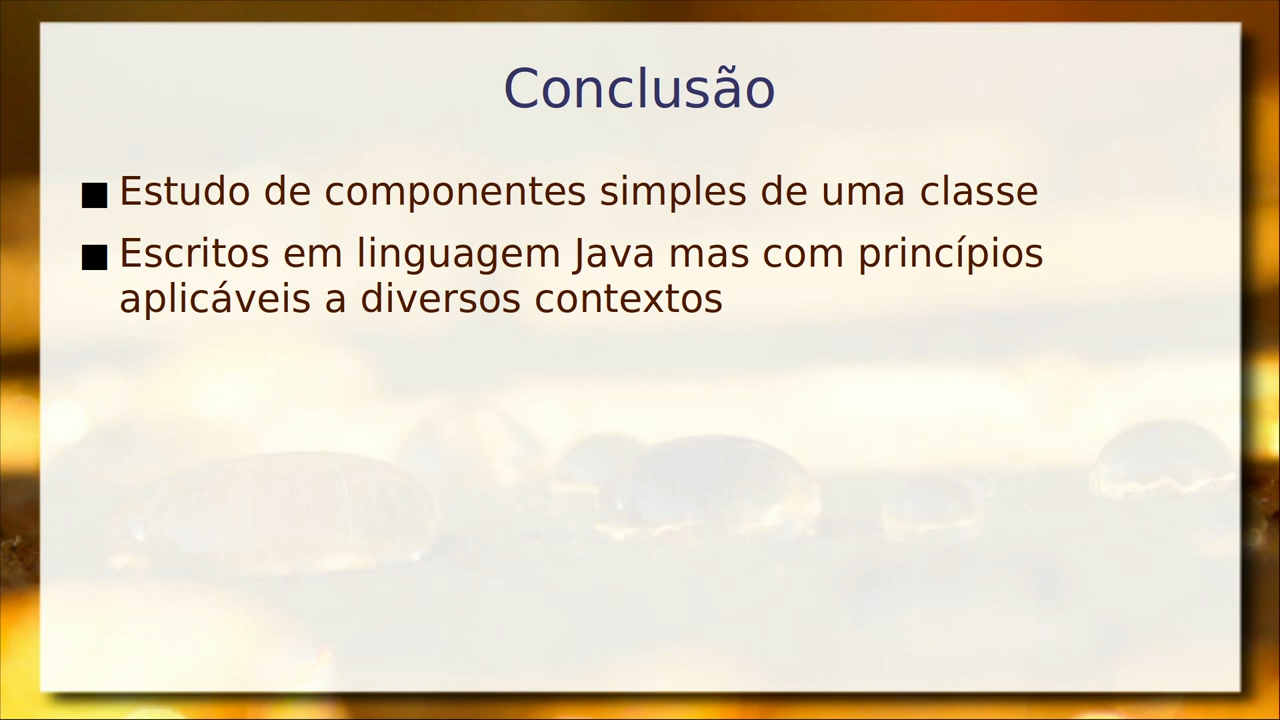 Conclusão
■ Estudo de componentes simples de uma classe
■ Escritos em linguagem Java mas com princípios
aplicáveis a diversos contextos